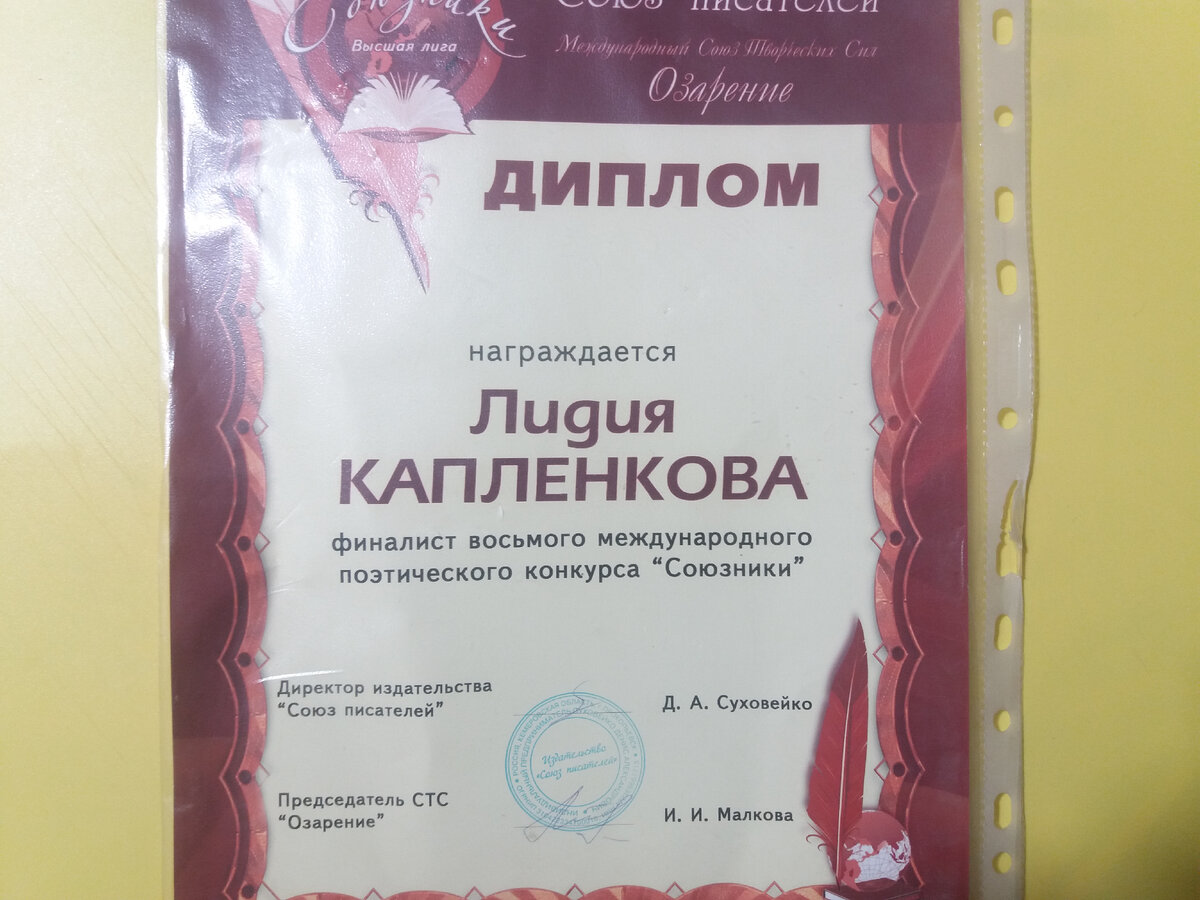 Союзники
Высшая лига
Союз писателей
Международный Союз Творческих Сил
Озарение
ДИПЛОМ
награждается
Лидия
КАПЛЕНКОВА
финалист восьмого международного
поэтического конкурса “Союзники”
Директор издательства
“Союз писателей”
Д. А. Суховейко
Издательство
«Союз писателей»
Председатель СТС
“Озарение”
И. И. Малкова